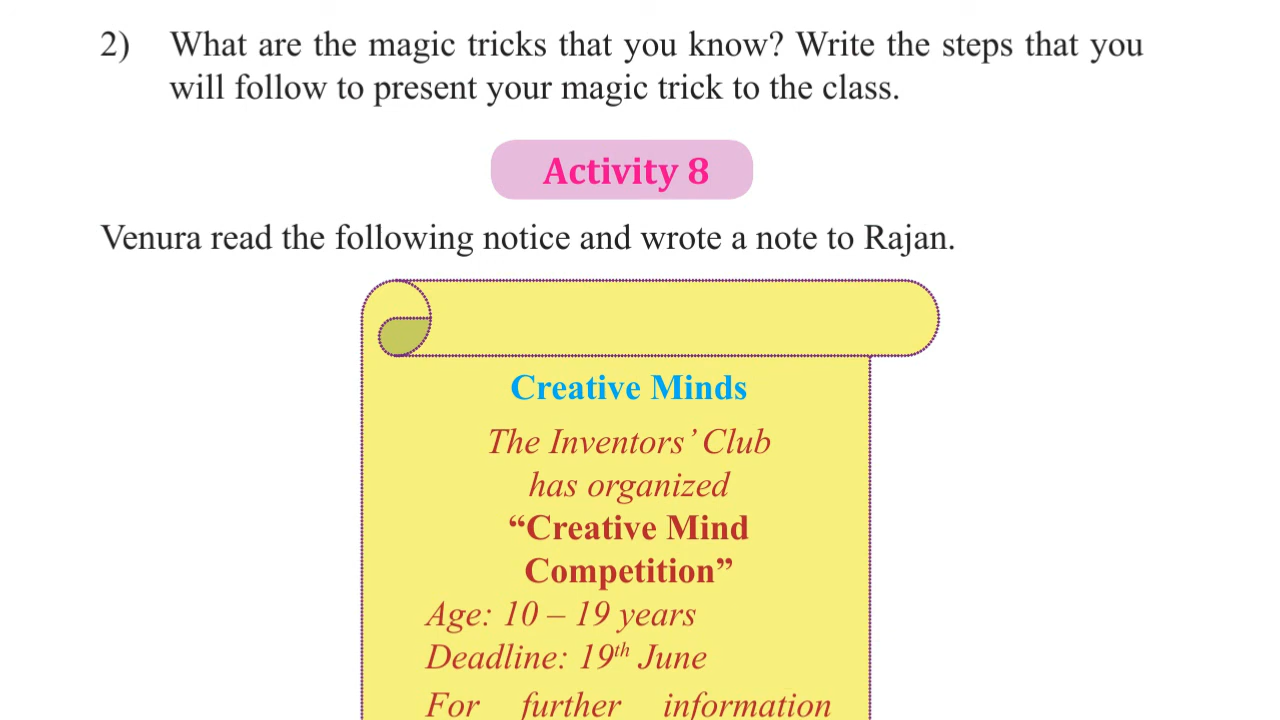 2) What are the magic tricks that you know? Write the steps that you
will follow to present your magic trick to the class.
Activity 8
Venura read the following notice and wrote a note to Rajan.
Creative Minds
The Inventors’ Club
has organized
“Creative Mind
Competition”
Age: 10 – 19 years
Deadline: 19th June
For further information